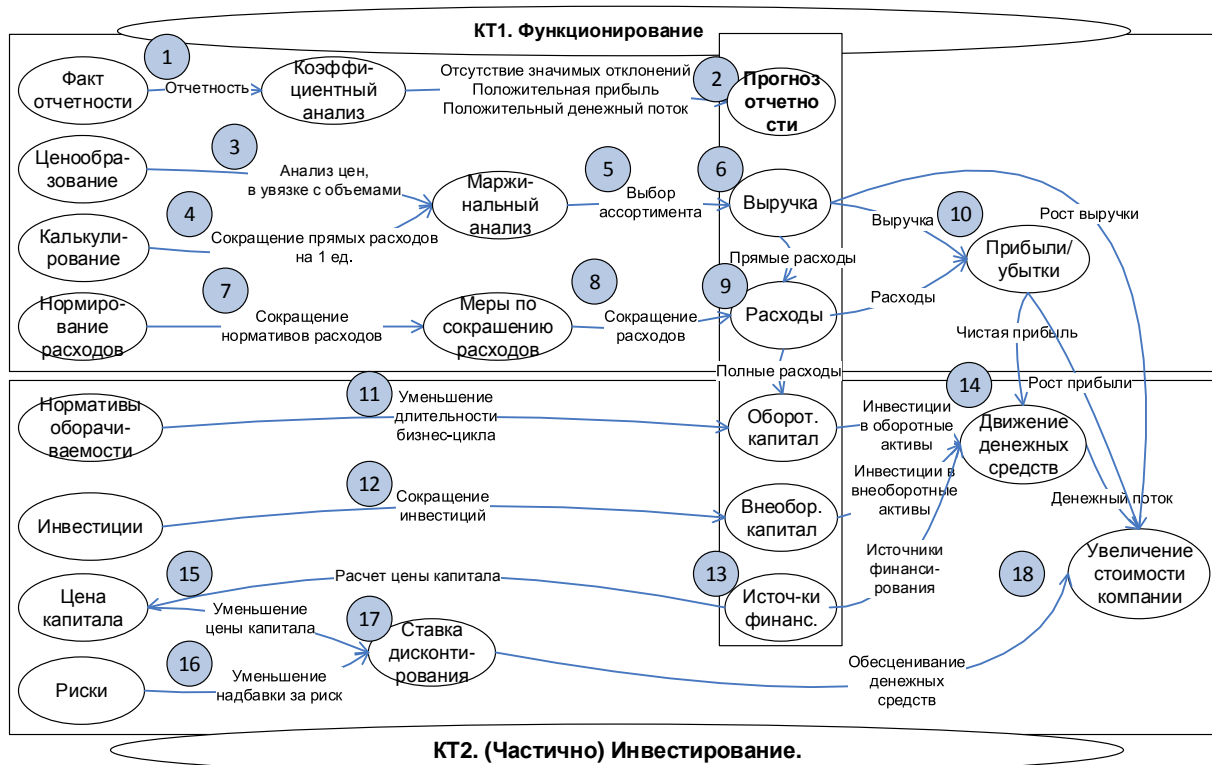 КТ1. Функционирование
1
Факт
отчетности
Отчетность
Коэффи-
циентный
анализ
Отсутствие значимых отклонений
Положительная прибыль
Положительный денежный поток
2
Прогноз
отчетно
сти
3
Ценообра-
зование
Анализ цен,
в увязке с объемами
4
Калькули-
рование
Сокращение прямых расходов
на 1 ед.
Маржи-
нальный
анализ
5
Выбор
ассортимента
6
Выручка
Выручка
10
Рост выручки
Прибыли/
убытки
Прямые расходы
7
Нормиро-
вание
расходов
Сокращение
нормативов расходов
Меры по
сокрашению
расходов
8
Сокращение
расходов
9
Расходы
Расходы
Чистая прибыль
Полные расходы
Рост прибыли
11
Нормативы
оборачи-
ваемости
Уменьшение
длительности
бизнес-цикла
Оборот.
капитал
Инвестиции
в оборотные
активы
14
Движение
денежных
средств
12
Инвестиции
Сокращение
инвестиций
Внеобор.
капитал
Инвестиции в
внеоборотные
активы
Денежный поток
15
Цена
капитала
Расчет цены капитала
13
Источ-ки
финанс.
Источники
финанси-
рования
18
Увеличение
стоимости
компании
Уменьшение
цены капитала
17
Ставка
дисконти-
рования
16
Риски
Уменьшение
надбавки за риск
Обесценивание
денежных
средств
КТ2. (Частично) Инвестирование.